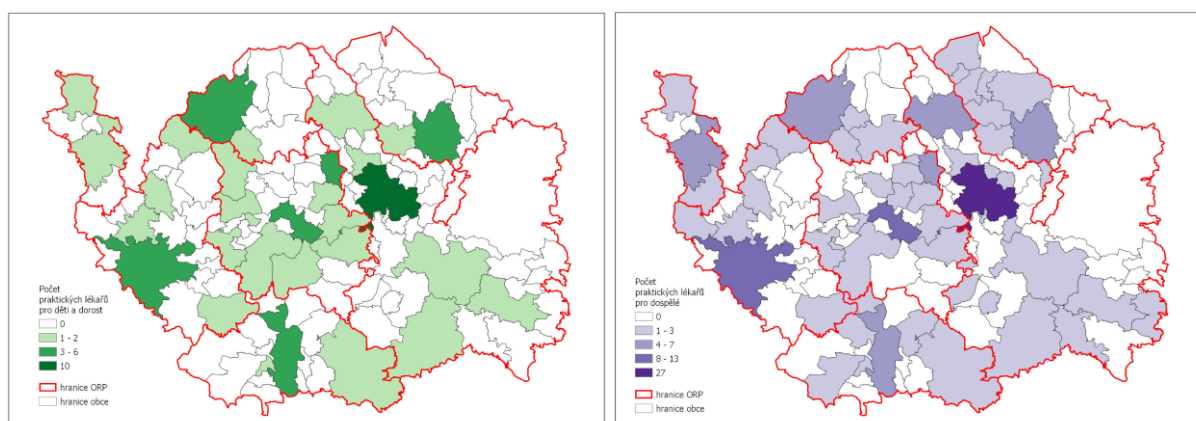 Počet
praktických lékařů
pro děti a dorost
0
1 - 2
3 - 6
10
hranice ORP
hranice obce
Počet
praktických lékařů
pro dospělé
0
1 - 3
4 - 7
8 - 13
27
hranice ORP
hranice obce